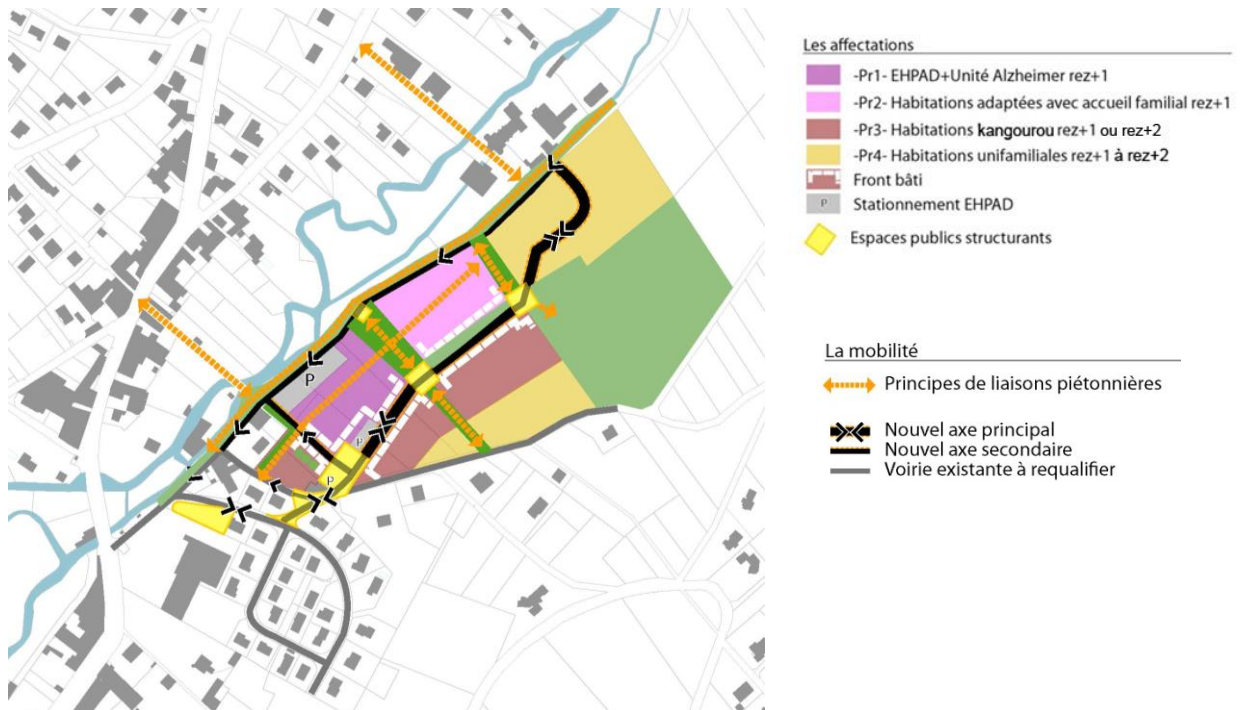 Les affectations
-Pr1- EHPAD+Unité Alzheimer rez+1
-Pr2- Habitations adaptées avec accueil familial rez+1
-Pr3- Habitations kangourou rez+1 ou rez+2
-Pr4- Habitations unifamiliales rez+1 à rez+2
Front bâti
P Stationnement EHPAD
Espaces publics structurants
La mobilité
Principes de liaisons piétonnières
Nouvel axe principal
Nouvel axe secondaire
Voirie existante à requalifier
P
P
P